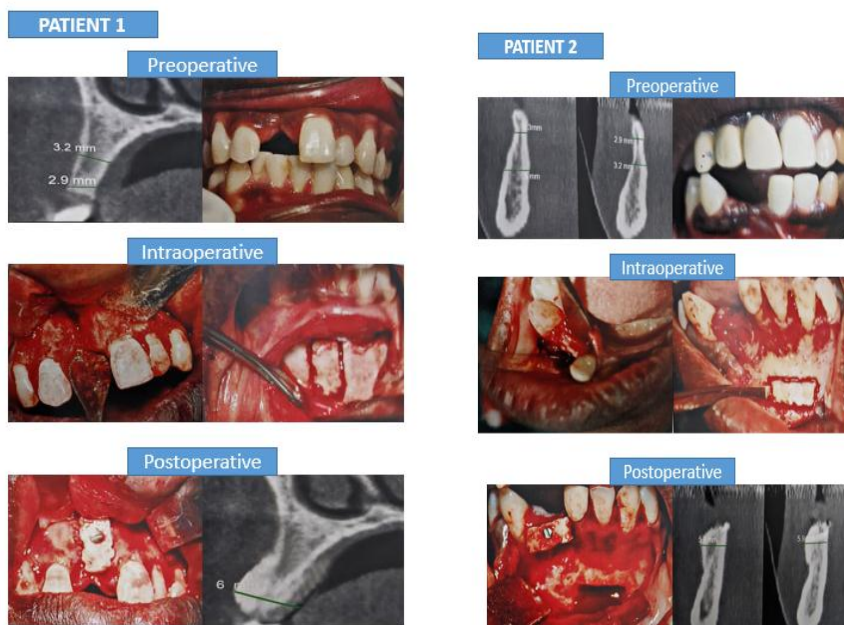 PATIENT 1
Preoperative
3.2 mm
2.9 mm
Intraoperative
Postoperative
6
PATIENT 2
Preoperative
2.9 mm
3.2 mm
Intraoperative
Postoperative